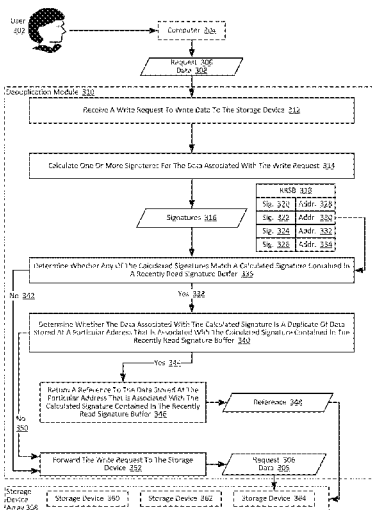 User
302
Computer 304
Request 306
Data 308
Deduplication Module 310
Receive A Write Request To Write Data To The Storage Device 312
Calculate One Or More Signatures For The Data Associated With The Write Request 314
RRSB 318
Signatures 316
Sig. 320 Addr. 328
Sig. 322 Addr. 330
Sig. 324 Addr. 332
Sig. 326 Addr. 334
Determine Whether Any Of The Calculated Signatures Match A Calculated Signature Contained In
A Recently Read Signature Buffer 336
No 342
Yes 338
Determine Whether The Data Associated With The Calculated Signature Is A Duplicate Of Data
Stored At A Particular Address That Is Associated With The Calculated Signature Contained In The
Recently Read Signature Buffer 340
Yes 344
Return A Reference To The Data Stored At The
Particular Address That Is Associated With The
Calculated Signature Contained In The Recently
Read Signature Buffer 346
Reference 348
No
350
Forward The Write Request To The Storage
Device 352
Request 306
Data 308
Storage
Device
Array 308
Storage Device 360
Storage Device 362
Storage Device 364